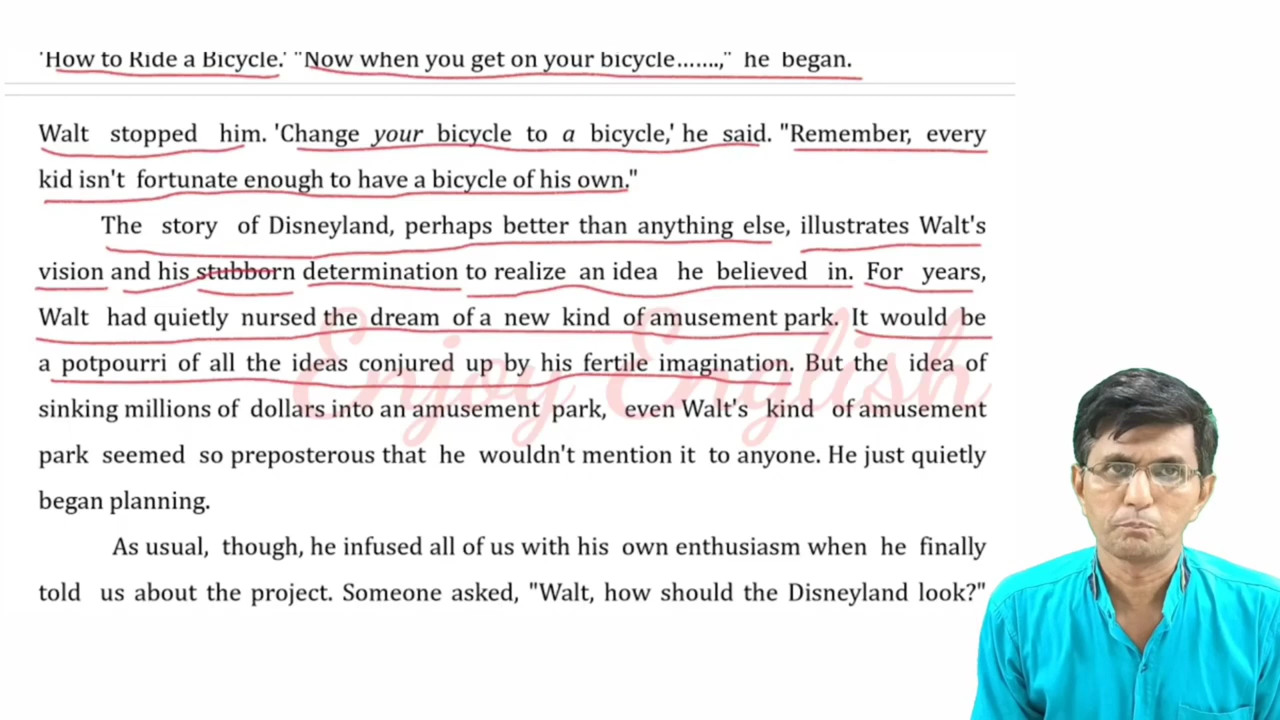 'How to Ride a Bicycle.' "Now when you get on your bicycle.......," he began.
Walt stopped him. 'Change your bicycle to a bicycle,' he said. "Remember, every
kid isn't fortunate enough to have a bicycle of his own."
The story of Disneyland, perhaps better than anything else, illustrates Walt's
vision and his stubborn determination to realize an idea he believed in. For years,
Walt had quietly nursed the dream of a new kind of amusement park. It would be
a potpourri of all the ideas conjured up by his fertile imagination. But the idea of
sinking millions of dollars into an amusement park, even Walt's kind of amusement
park seemed so preposterous that he wouldn't mention it to anyone. He just quietly
began planning.
As usual, though, he infused all of us with his own enthusiasm when he finally
told us about the project. Someone asked, "Walt, how should the Disneyland look?"
Enjoy English